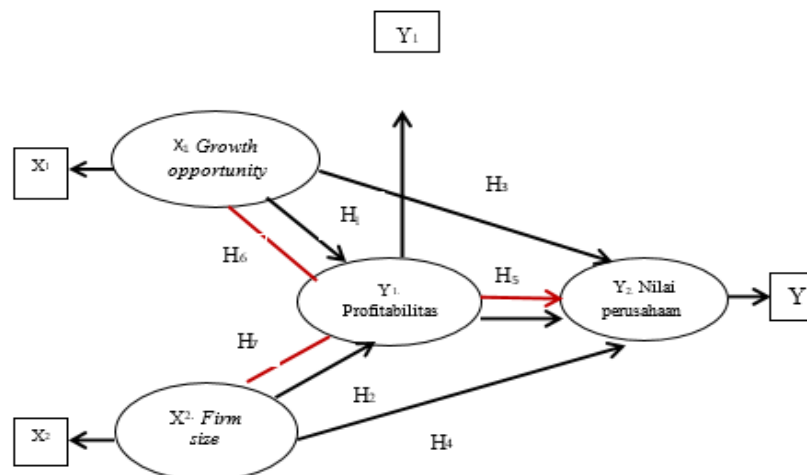 Y1
X1. Growth
opportunity
X1
H3
H1
H6
H5
Y1.
Profitabilitas
Y2. Nilai
perusahaan
Y
H7
H2
X2. Firm
size
X2
H4